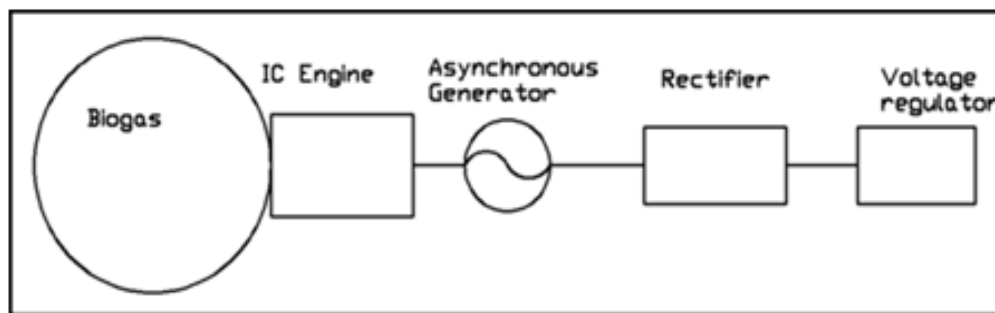 Biogas
IC Engine
Asynchronous
Generator
Rectifier
Voltage
regulator